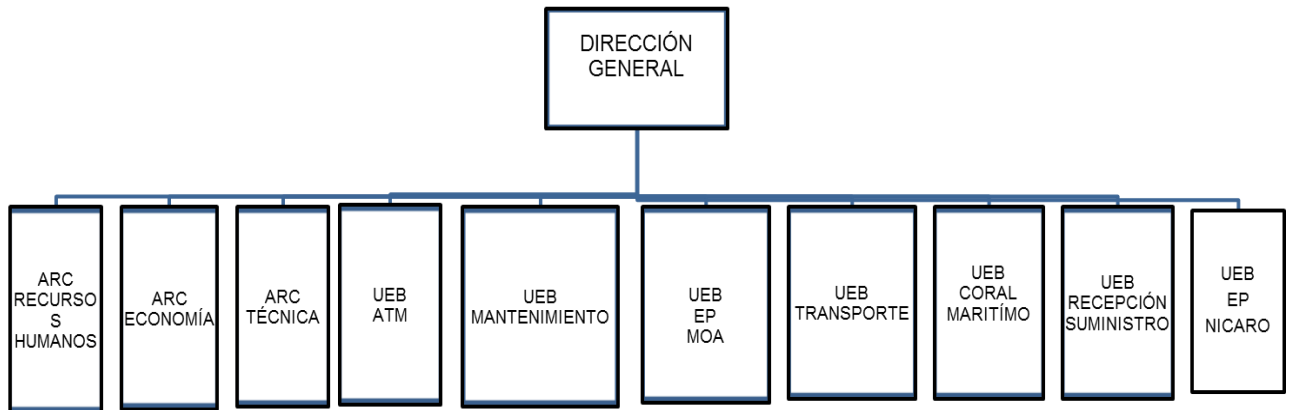 DIRECCIÓN
GENERAL
ARC
RECURSO
S
HUMANOS
ARC
ECONOMÍA
ARC
TÉCNICA
UEB
ATM
UEB
MANTENIMIENTO
UEB
EP
MOA
UEB
TRANSPORTE
UEB
CORAL
MARITÍMO
UEB
RECEPCIÓN
SUMINISTRO
UEB
EP
NICARO